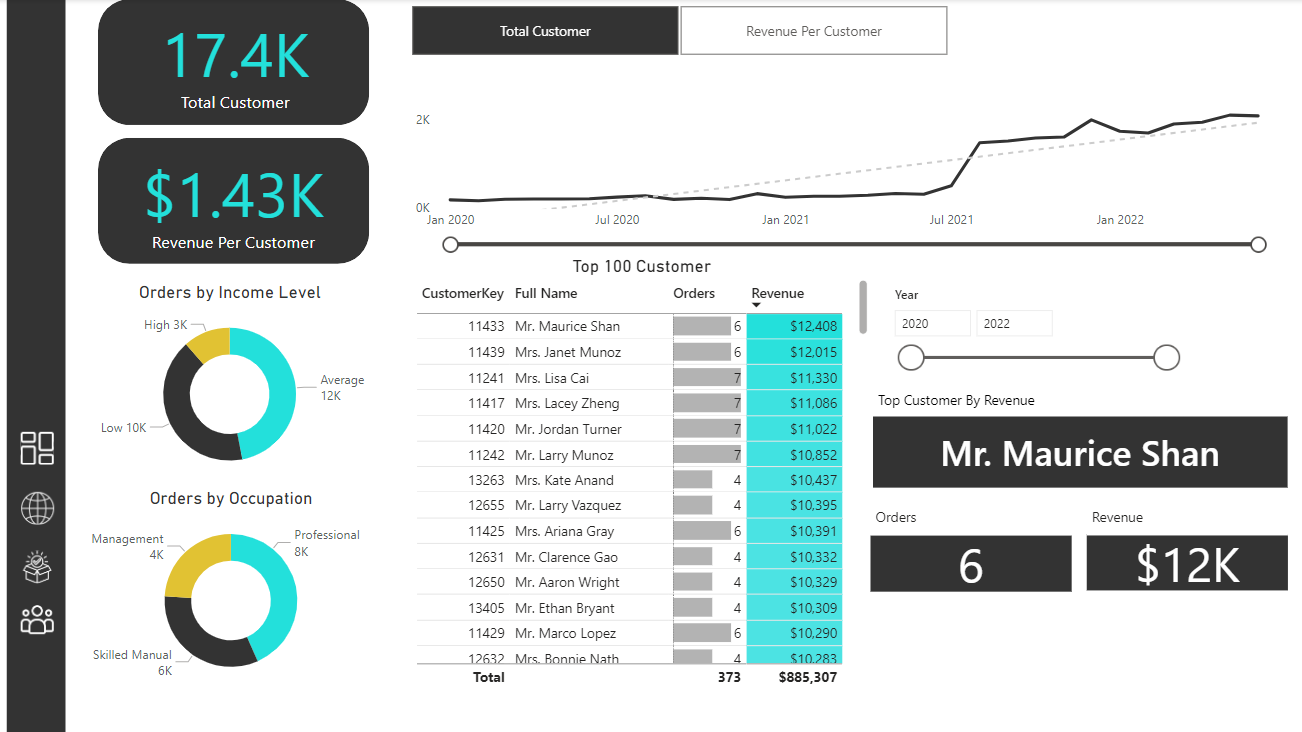 17.4K
Total Customer
$1.43K
Revenue Per Customer
Total Customer
Revenue Per Customer
2K
0K
Jan 2020
Jul 2020
Jan 2021
Jul 2021
Jan 2022
Orders by Income Level
High 3K
Average
12K
Low 10K
Orders by Occupation
Management
4K
Professional
8K
Skilled Manual
6K
Top 100 Customer
CustomerKey Full Name Orders Revenue
11433 Mr. Maurice Shan 6 $12,408
11439 Mrs. Janet Munoz 6 $12,015
11241 Mrs. Lisa Cai 7 $11,330
11417 Mrs. Lacey Zheng 7 $11,086
11420 Mr. Jordan Turner 7 $11,022
11242 Mr. Larry Munoz 7 $10,852
13263 Mrs. Kate Anand 4 $10,437
12655 Mr. Larry Vazquez 4 $10,395
11425 Mrs. Ariana Gray 6 $10,391
12631 Mr. Clarence Gao 4 $10,332
12650 Mr. Aaron Wright 4 $10,329
13405 Mr. Ethan Bryant 4 $10,309
11429 Mr. Marco Lopez 6 $10,290
12632 Mrs. Bonnie Nath 4 $10,283
Total 373 $885,307
Year
2020
2022
Top Customer By Revenue
Mr. Maurice Shan
Orders
6
Revenue
$12K